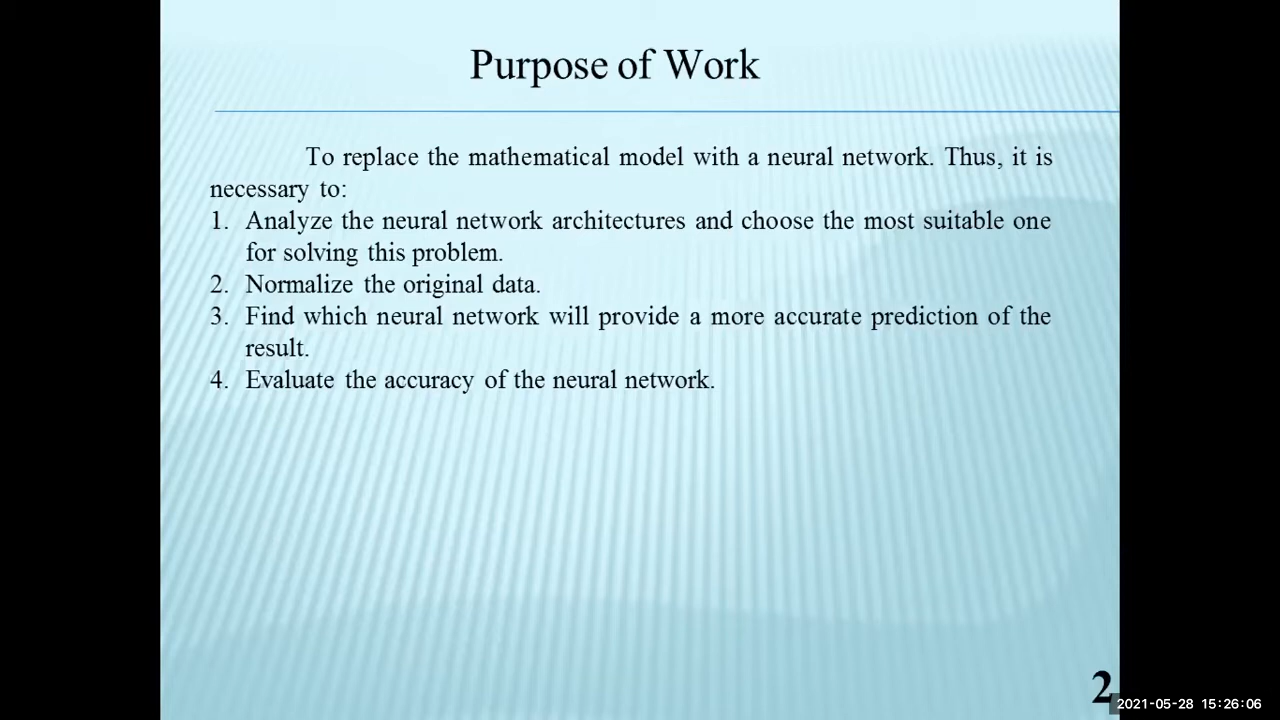 Purpose of Work
To replace the mathematical model with a neural network. Thus, it is
necessary to:
1. Analyze the neural network architectures and choose the most suitable one
for solving this problem.
2. Normalize the original data.
3. Find which neural network will provide a more accurate prediction of the
result.
4. Evaluate the accuracy of the neural network.
2
2021-05-28 15:26:06